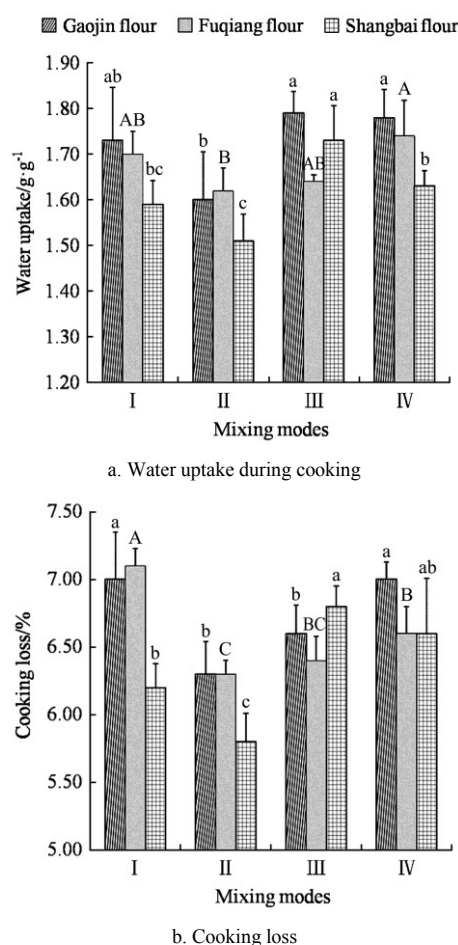 Gaojin flour Fuqiang flour Shangbai flour
1.90
1.80
1.70
1.60
1.50
1.40
1.30
1.20
Water uptake/g·g⁻¹
ab AB bc b B c a AB a a A b
I II III IV
Mixing modes
a. Water uptake during cooking
7.50
7.00
6.50
6.00
5.50
5.00
Cooking loss/%
a A b b C c b BC a a B ab
I II III IV
Mixing modes
b. Cooking loss